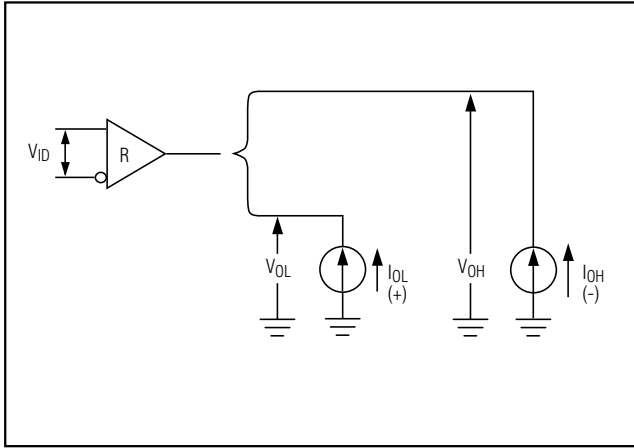 V_ID
R
V_OL
I_OL
(+)
V_OH
I_OH
(-)